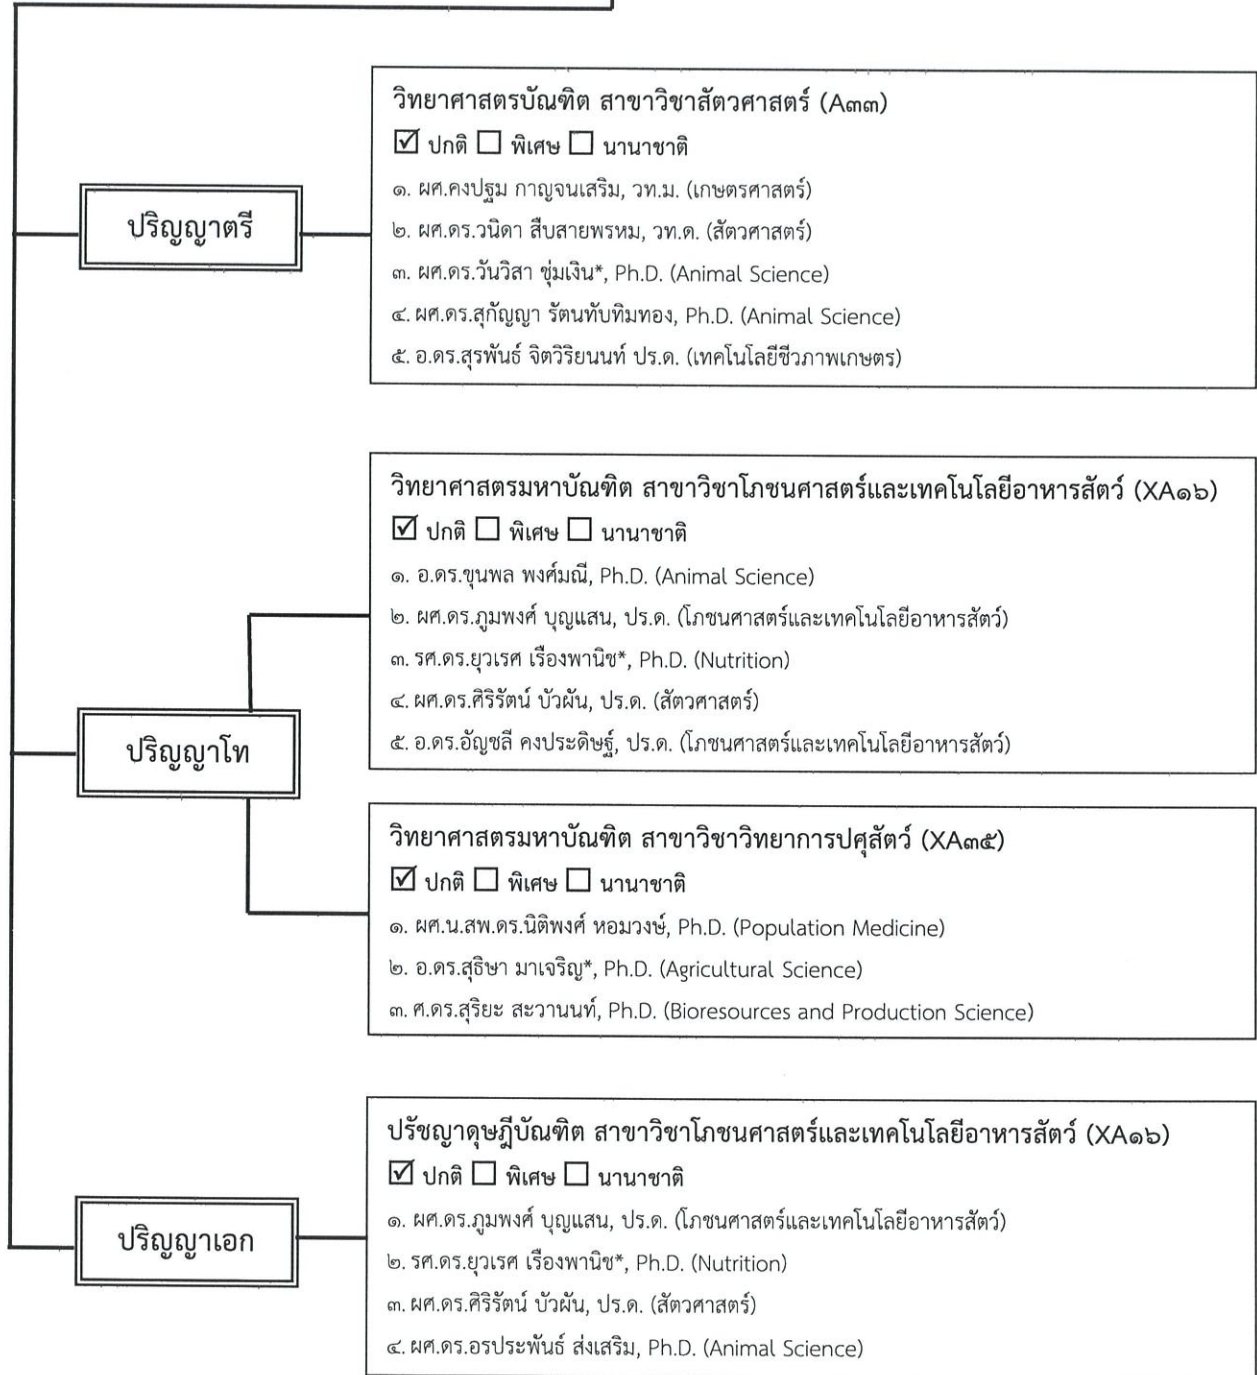 ปริญญาตรี
วิทยาศาสตรบัณฑิต สาขาวิชาสัตวศาสตร์ (A๓๓)
☑ ปกติ ☐ พิเศษ ☐ นานาชาติ
๑. ผศ.คงปฐม กาญจนเสริม, วท.ม. (เกษตรศาสตร์)
๒. ผศ.ดร.วนิดา สืบสายพรหม, วท.ด. (สัตวศาสตร์)
๓. ผศ.ดร.วันวิสา ชุ่มเงิน*, Ph.D. (Animal Science)
๔. ผศ.ดร.สุกัญญา รัตนทับทิมทอง, Ph.D. (Animal Science)
๕. อ.ดร.สุรพันธ์ จิตวิริยนนท์ ปร.ด. (เทคโนโลยีชีวภาพเกษตร)
ปริญญาโท
วิทยาศาสตรมหาบัณฑิต สาขาวิชาโภชนศาสตร์และเทคโนโลยีอาหารสัตว์ (XA๑๖)
☑ ปกติ ☐ พิเศษ ☐ นานาชาติ
๑. อ.ดร.ขุนพล พงศ์มณี, Ph.D. (Animal Science)
๒. ผศ.ดร.ภูมพงศ์ บุญแสน, ปร.ด. (โภชนศาสตร์และเทคโนโลยีอาหารสัตว์)
๓. รศ.ดร.ยุวเรศ เรืองพานิช*, Ph.D. (Nutrition)
๔. ผศ.ดร.ศิริรัตน์ บัวผัน, ปร.ด. (สัตวศาสตร์)
๕. อ.ดร.อัญชลี คงประดิษฐ์, ปร.ด. (โภชนศาสตร์และเทคโนโลยีอาหารสัตว์)
วิทยาศาสตรมหาบัณฑิต สาขาวิชาวิทยาการปศุสัตว์ (XA๓๕)
☑ ปกติ ☐ พิเศษ ☐ นานาชาติ
๑. ผศ.น.สพ.ดร.นิติพงศ์ หอมวงษ์, Ph.D. (Population Medicine)
๒. อ.ดร.สุธิษา มาเจริญ*, Ph.D. (Agricultural Science)
๓. ศ.ดร.สุริยะ สะวานนท์, Ph.D. (Bioresources and Production Science)
ปริญญาเอก
ปรัชญาดุษฎีบัณฑิต สาขาวิชาโภชนศาสตร์และเทคโนโลยีอาหารสัตว์ (XA๑๖)
☑ ปกติ ☐ พิเศษ ☐ นานาชาติ
๑. ผศ.ดร.ภูมพงศ์ บุญแสน, ปร.ด. (โภชนศาสตร์และเทคโนโลยีอาหารสัตว์)
๒. รศ.ดร.ยุวเรศ เรืองพานิช*, Ph.D. (Nutrition)
๓. ผศ.ดร.ศิริรัตน์ บัวผัน, ปร.ด. (สัตวศาสตร์)
๔. ผศ.ดร.อรประพันธ์ ส่งเสริม, Ph.D. (Animal Science)